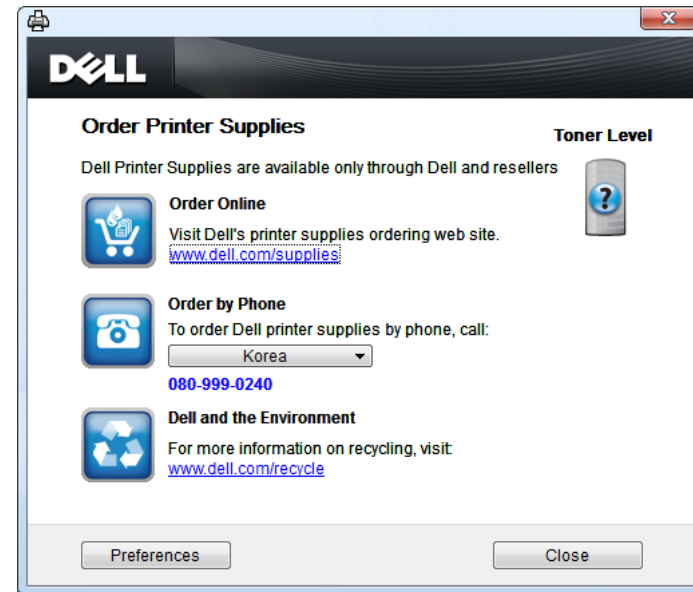 DELL
Order Printer Supplies
Toner Level
Dell Printer Supplies are available only through Dell and resellers
?
Order Online
Visit Dell's printer supplies ordering web site.
www.dell.com/supplies
Order by Phone
To order Dell printer supplies by phone, call:
Korea
080-999-0240
Dell and the Environment
For more information on recycling, visit:
www.dell.com/recycle
Preferences
Close